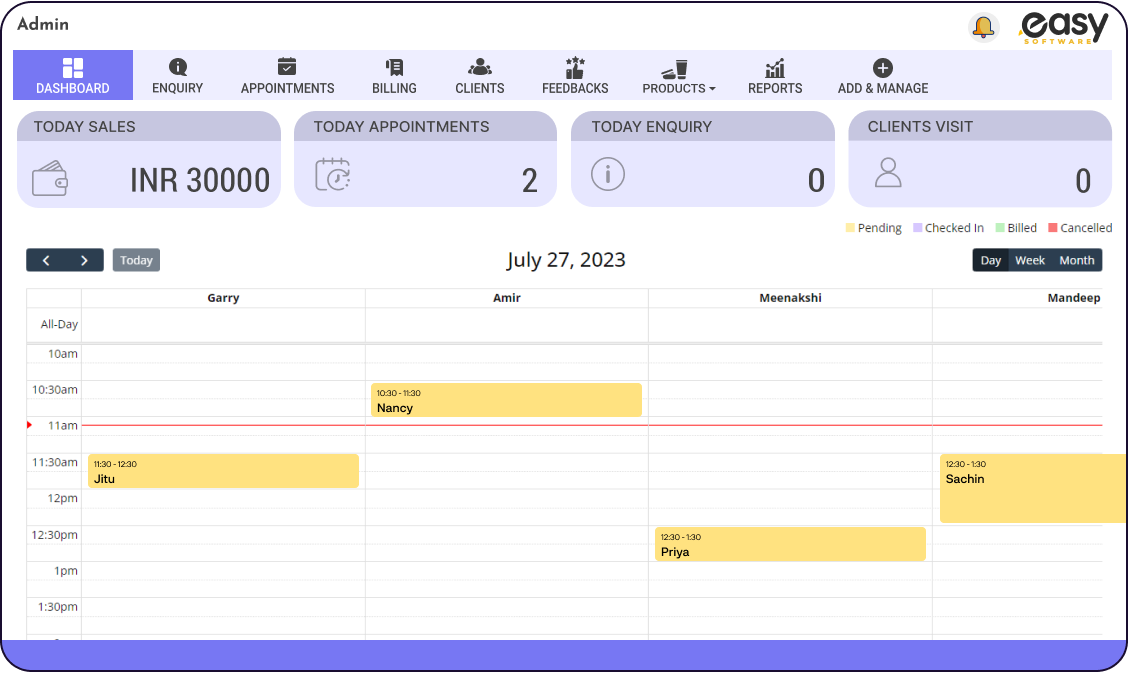 Admin
easy
SOFTWARE
DASHBOARD ENQUIRY APPOINTMENTS BILLING CLIENTS FEEDBACKS PRODUCTS REPORTS ADD & MANAGE
TODAY SALES TODAY APPOINTMENTS TODAY ENQUIRY CLIENTS VISIT
INR 30000 2 0 0
Pending Checked In Billed Cancelled
Today July 27, 2023 Day Week Month
Garry Amir Meenakshi Mandeep
All-Day
10am
10:30am 10:30 - 11:30
Nancy
11am
11:30am 11:30 - 12:30 12:30 - 1:30
Jitu Sachin
12pm
12:30pm 12:30 - 1:30
Priya
1pm
1:30pm